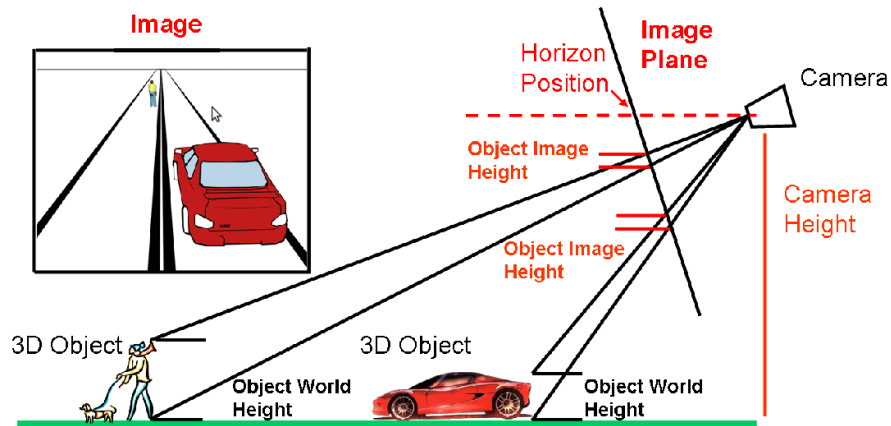 Image
Image
Plane
Horizon
Position
Camera
Object Image
Height
Camera
Height
Object Image
Height
3D Object
3D Object
Object World
Height
Object World
Height